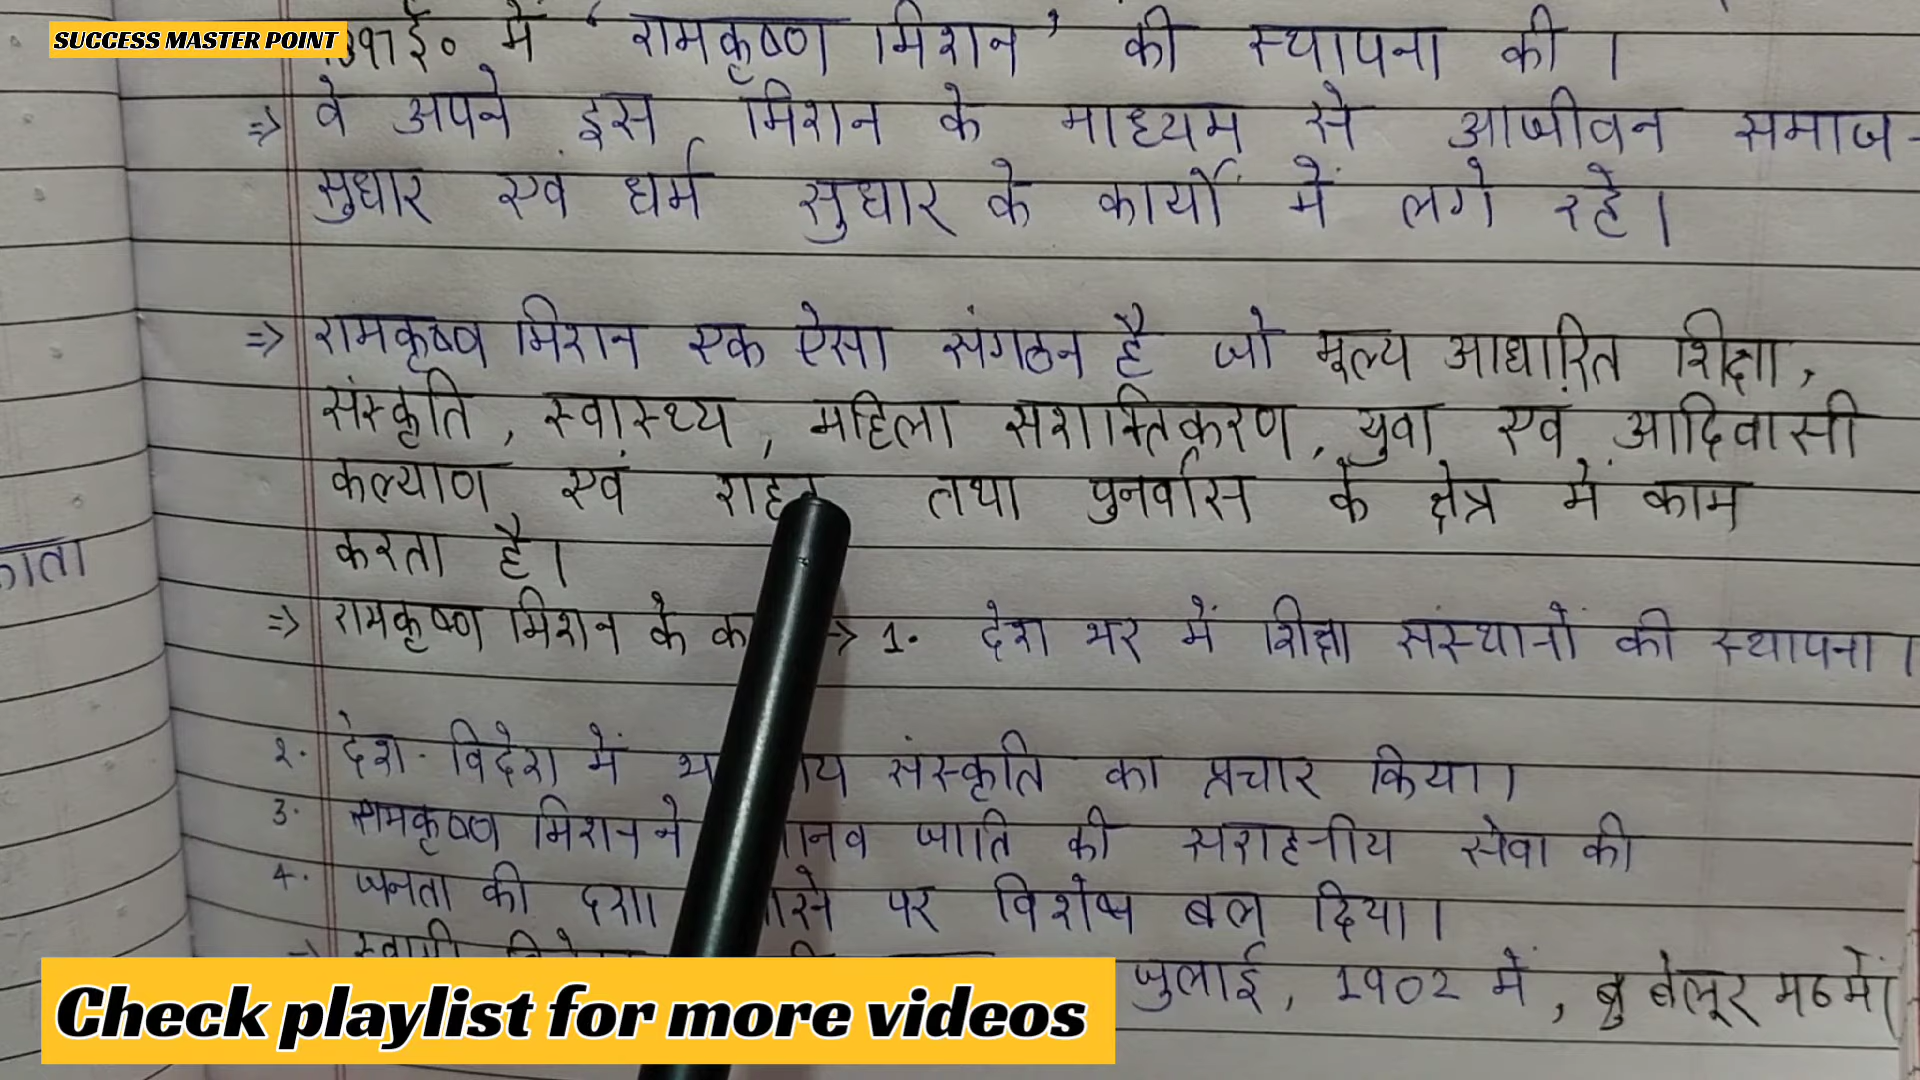 SUCCESS MASTER POINT
97ई० में ‘रामकृष्ण मिशन’ की स्थापना की ।
⇒ वे अपने इस मिशन के माध्यम से आजीवन समाज-
सुधार एवं धर्म सुधार के कार्यों में लगे रहे ।
⇒ रामकृष्ण मिशन एक ऐसा संगठन है जो मूल्य आधारित शिक्षा ,
संस्कृति , स्वास्थ्य , महिला सशक्तिकरण , युवा एवं आदिवासी
कल्याण एवं राहत तथा पुनर्वास के क्षेत्र में काम
काता
करता है ।
⇒ रामकृष्ण मिशन के → 1. देश भर में शिक्षा संस्थानों की स्थापना ।
2. देश-विदेश में संस्कृति का प्रचार किया ।
3. रामकृष्ण मिशन ने मानव जाति की सराहनीय सेवा की
4. जनता की दशा पर विशेष बल दिया ।
जुलाई , 1902 में , बेलूर मठ में ।
Check playlist for more videos